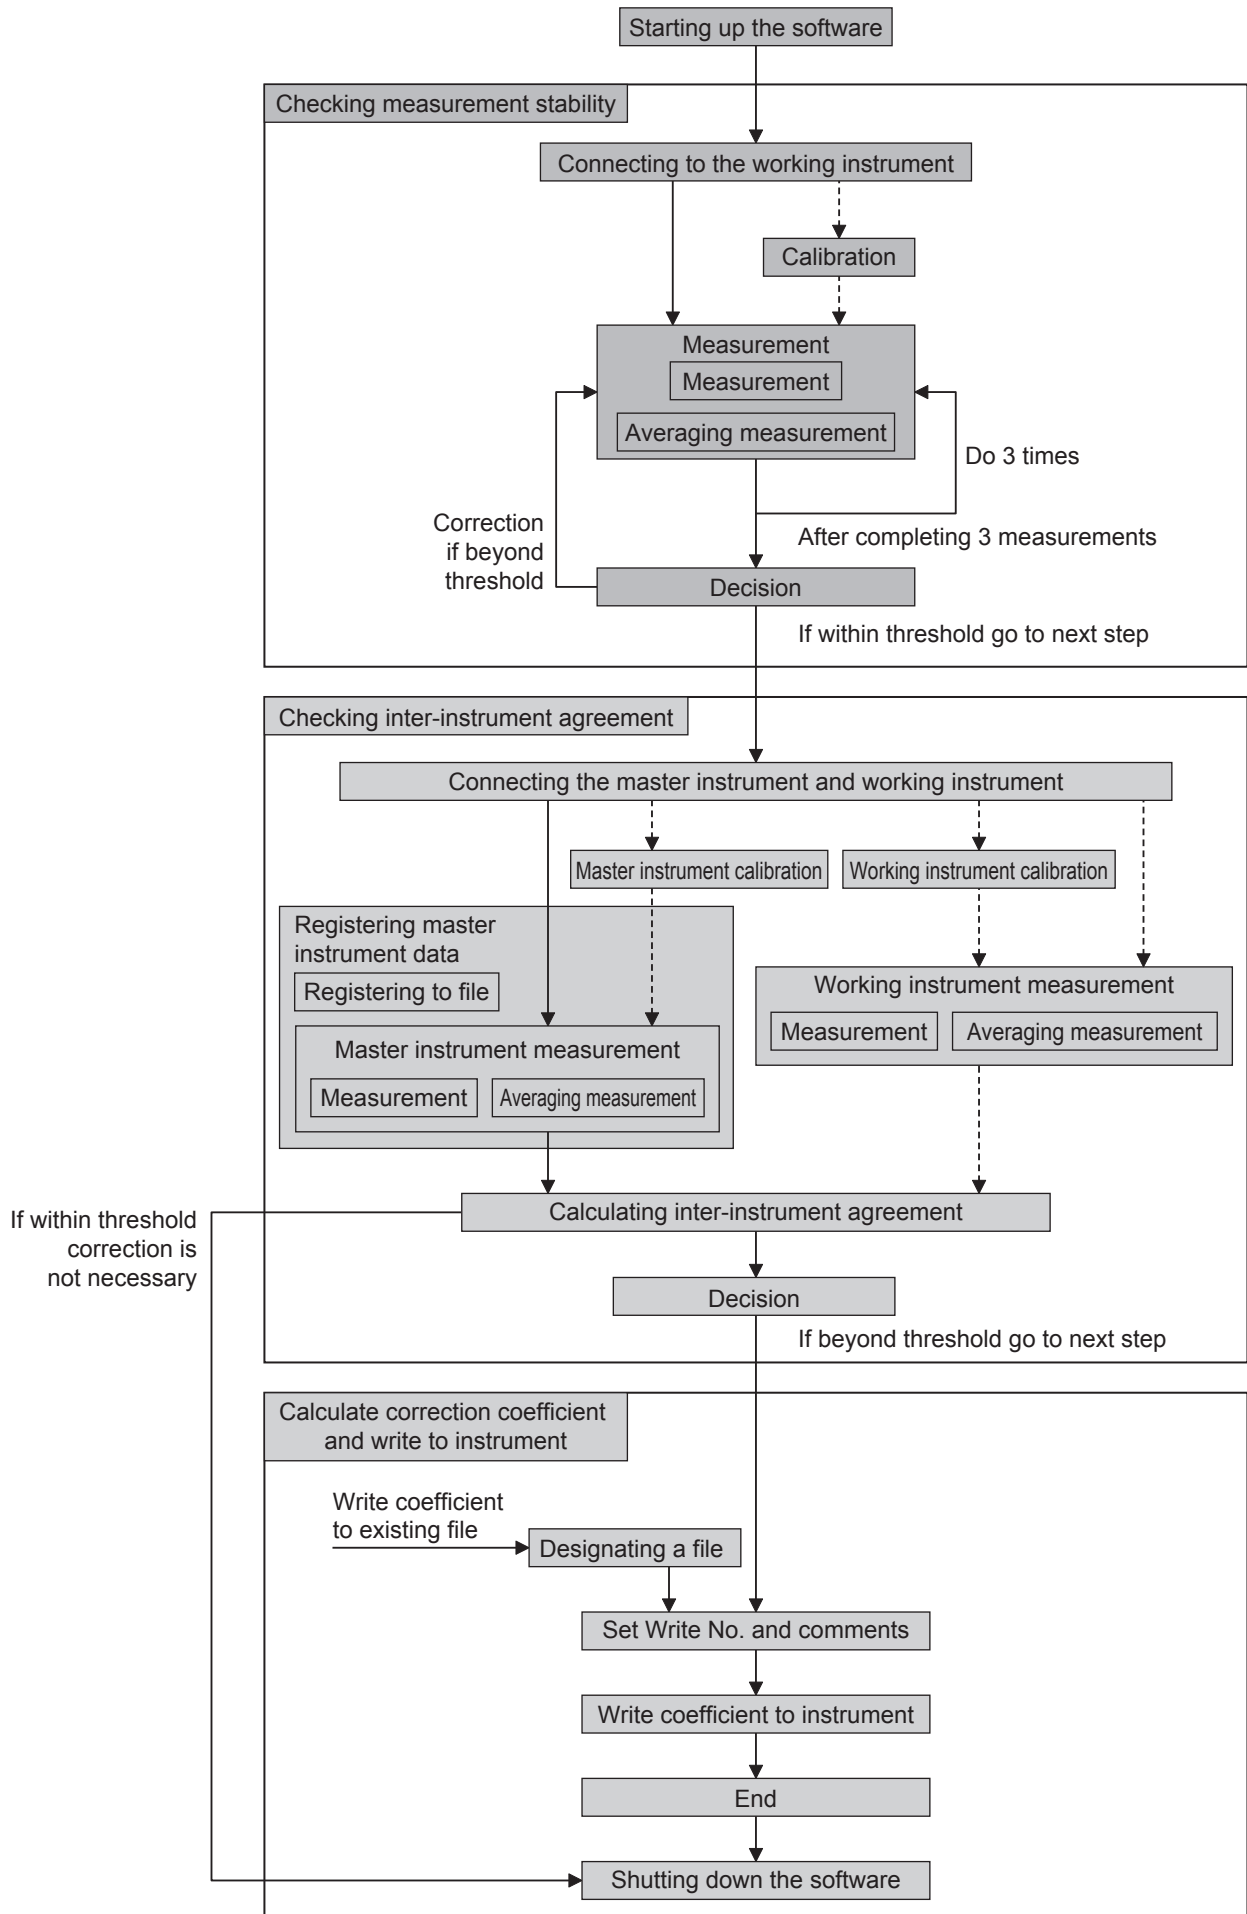 Starting up the software
Checking measurement stability
Connecting to the working instrument
Calibration
Measurement
Measurement
Averaging measurement
Do 3 times
Correction
if beyond
threshold
After completing 3 measurements
Decision
If within threshold go to next step
Checking inter-instrument agreement
Connecting the master instrument and working instrument
Master instrument calibration
Working instrument calibration
Registering master
instrument data
Registering to file
Master instrument measurement
Measurement
Averaging measurement
Working instrument measurement
Measurement
Averaging measurement
If within threshold
correction is
not necessary
Calculating inter-instrument agreement
Decision
If beyond threshold go to next step
Calculate correction coefficient
and write to instrument
Write coefficient
to existing file
Designating a file
Set Write No. and comments
Write coefficient to instrument
End
Shutting down the software